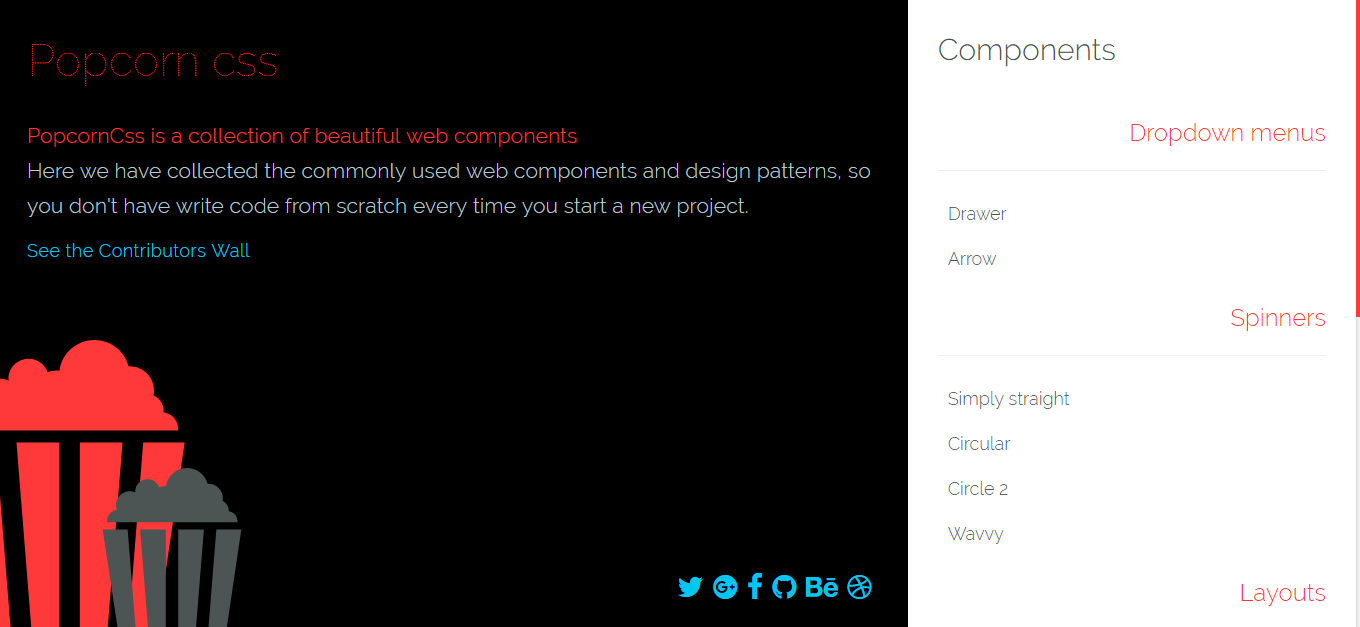 Popcorn css
PopcornCss is a collection of beautiful web components
Here we have collected the commonly used web components and design patterns, so
you don't have write code from scratch every time you start a new project.
See the Contributors Wall
G+
Bē
Components
Dropdown menus
Drawer
Arrow
Spinners
Simply straight
Circular
Circle 2
Wavvy
Layouts